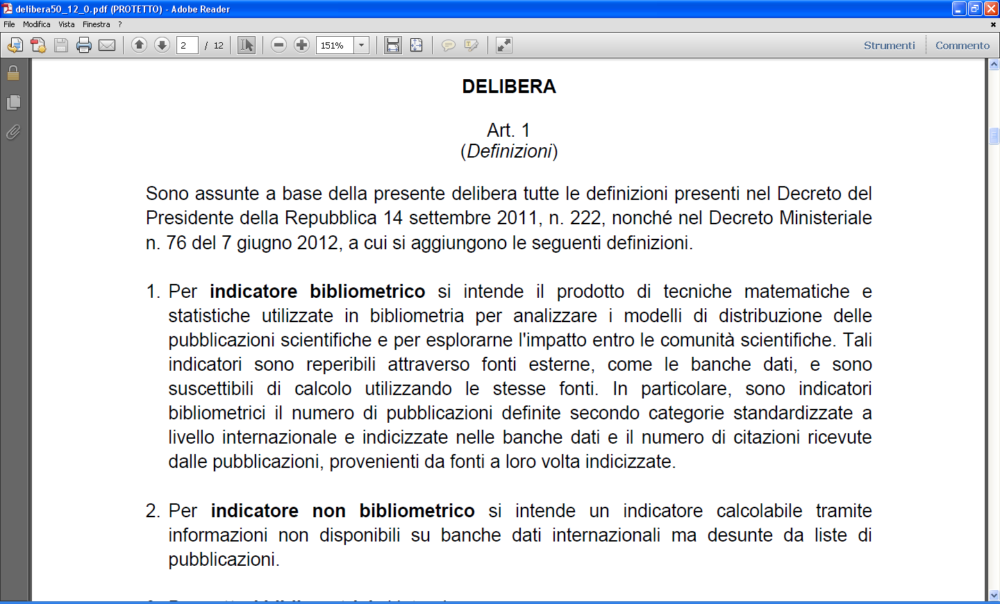 delibera50_12_0.pdf (PROTETTO) - Adobe Reader
File Modifica Vista Finestra ?
2 / 12 151% Strumenti Commento
DELIBERA
Art. 1
(Definizioni)
Sono assunte a base della presente delibera tutte le definizioni presenti nel Decreto del
Presidente della Repubblica 14 settembre 2011, n. 222, nonché nel Decreto Ministeriale
n. 76 del 7 giugno 2012, a cui si aggiungono le seguenti definizioni.
1. Per indicatore bibliometrico si intende il prodotto di tecniche matematiche e
statistiche utilizzate in bibliometria per analizzare i modelli di distribuzione delle
pubblicazioni scientifiche e per esplorarne l'impatto entro le comunità scientifiche. Tali
indicatori sono reperibili attraverso fonti esterne, come le banche dati, e sono
suscettibili di calcolo utilizzando le stesse fonti. In particolare, sono indicatori
bibliometrici il numero di pubblicazioni definite secondo categorie standardizzate a
livello internazionale e indicizzate nelle banche dati e il numero di citazioni ricevute
dalle pubblicazioni, provenienti da fonti a loro volta indicizzate.
2. Per indicatore non bibliometrico si intende un indicatore calcolabile tramite
informazioni non disponibili su banche dati internazionali ma desunte da liste di
pubblicazioni.